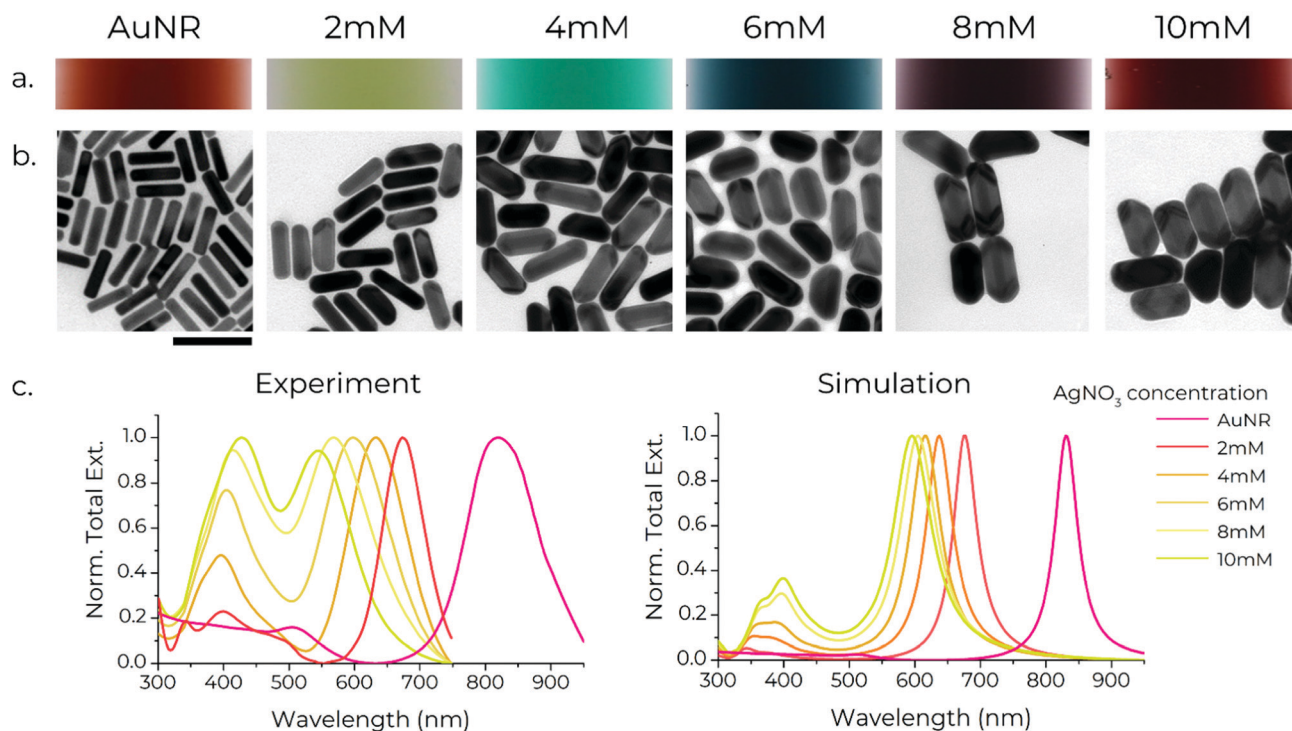 AuNR 2mM 4mM 6mM 8mM 10mM
a.
b.
c.
Experiment
Norm. Total Ext.
1.0
0.8
0.6
0.4
0.2
0.0
300 400 500 600 700 800 900
Wavelength (nm)
Simulation
Norm. Total Ext.
1.0
0.8
0.6
0.4
0.2
0.0
300 400 500 600 700 800 900
Wavelength (nm)
AgNO₃ concentration
AuNR
2mM
4mM
6mM
8mM
10mM